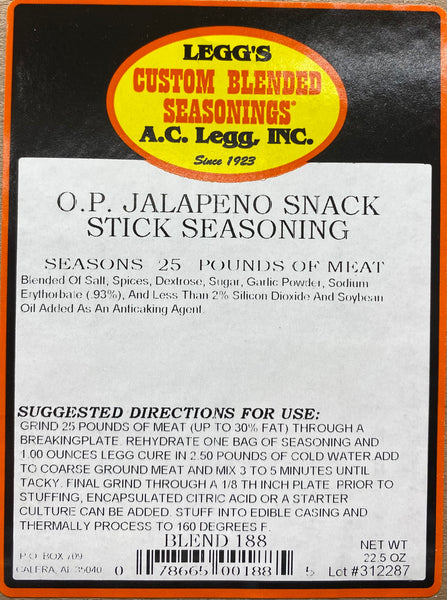 LEGG'S
CUSTOM BLENDED
SEASONINGS®
A.C. Legg, INC.
Since 1923
O.P. JALAPENO SNACK
STICK SEASONING
SEASONS 25 POUNDS OF MEAT
Blended Of Salt, Spices, Dextrose, Sugar, Garlic Powder, Sodium
Erythorbate (.93%), And Less Than 2% Silicon Dioxide And Soybean
Oil Added As An Anticaking Agent.
SUGGESTED DIRECTIONS FOR USE:
GRIND 25 POUNDS OF MEAT (UP TO 30% FAT) THROUGH A
BREAKINGPLATE. REHYDRATE ONE BAG OF SEASONING AND
1.00 OUNCES LEGG CURE IN 2.50 POUNDS OF COLD WATER.ADD
TO COARSE GROUND MEAT AND MIX 3 TO 5 MINUTES UNTIL
TACKY. FINAL GRIND THROUGH A 1/8 TH INCH PLATE. PRIOR TO
STUFFING, ENCAPSULATED CITRIC ACID OR A STARTER
CULTURE CAN BE ADDED. STUFF INTO EDIBLE CASING AND
THERMALLY PROCESS TO 160 DEGREES F.
BLEND 188
P.O. BOX 709
CALERA, AL 35040
0 78665 00188 5
NET WT
22.5 OZ
Lot #312287